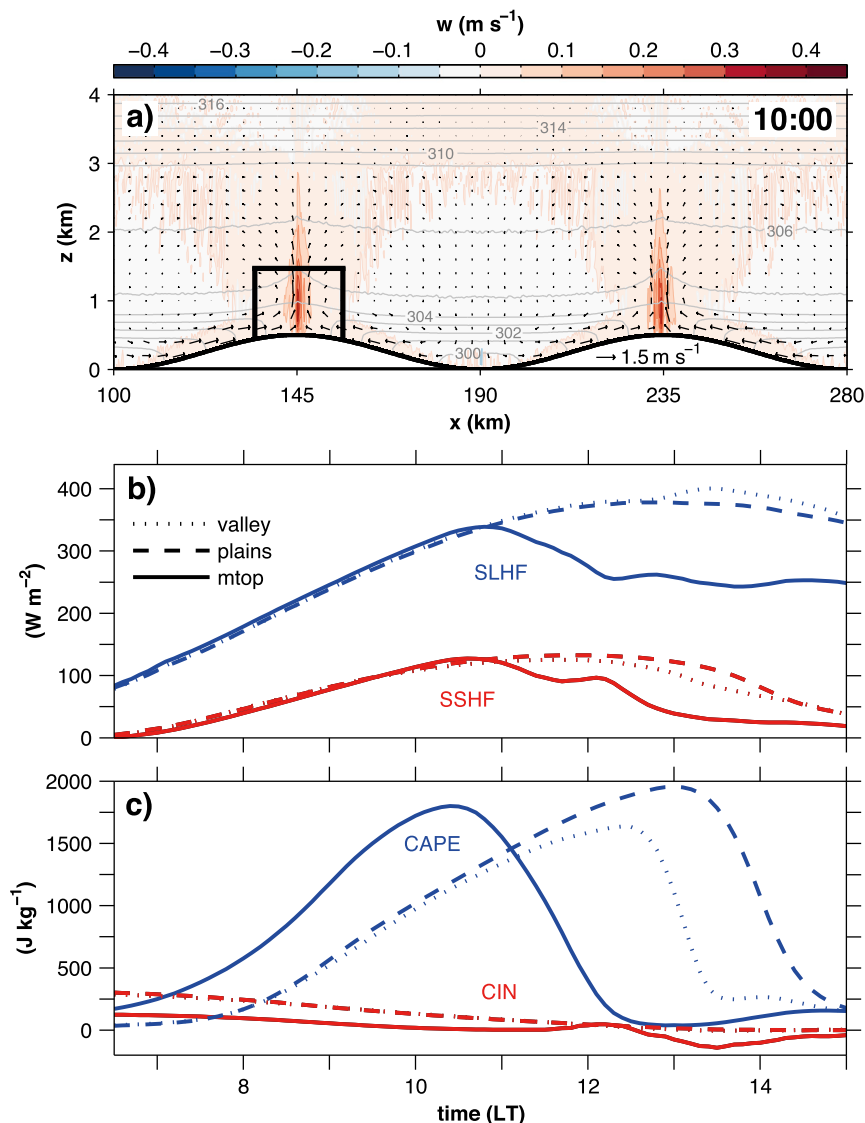 w (m s⁻¹)
−0.4 −0.3 −0.2 −0.1 0 0.1 0.2 0.3 0.4
a) 10:00
316
314
310
306
304
302
300
1.5 m s⁻¹
4
3
2
1
0
z (km)
100 145 190 235 280
x (km)
b)
valley
plains
mtop
SLHF
SSHF
400
300
200
100
0
(W m⁻²)
c)
CAPE
CIN
2000
1500
1000
500
0
(J kg⁻¹)
8 10 12 14
time (LT)